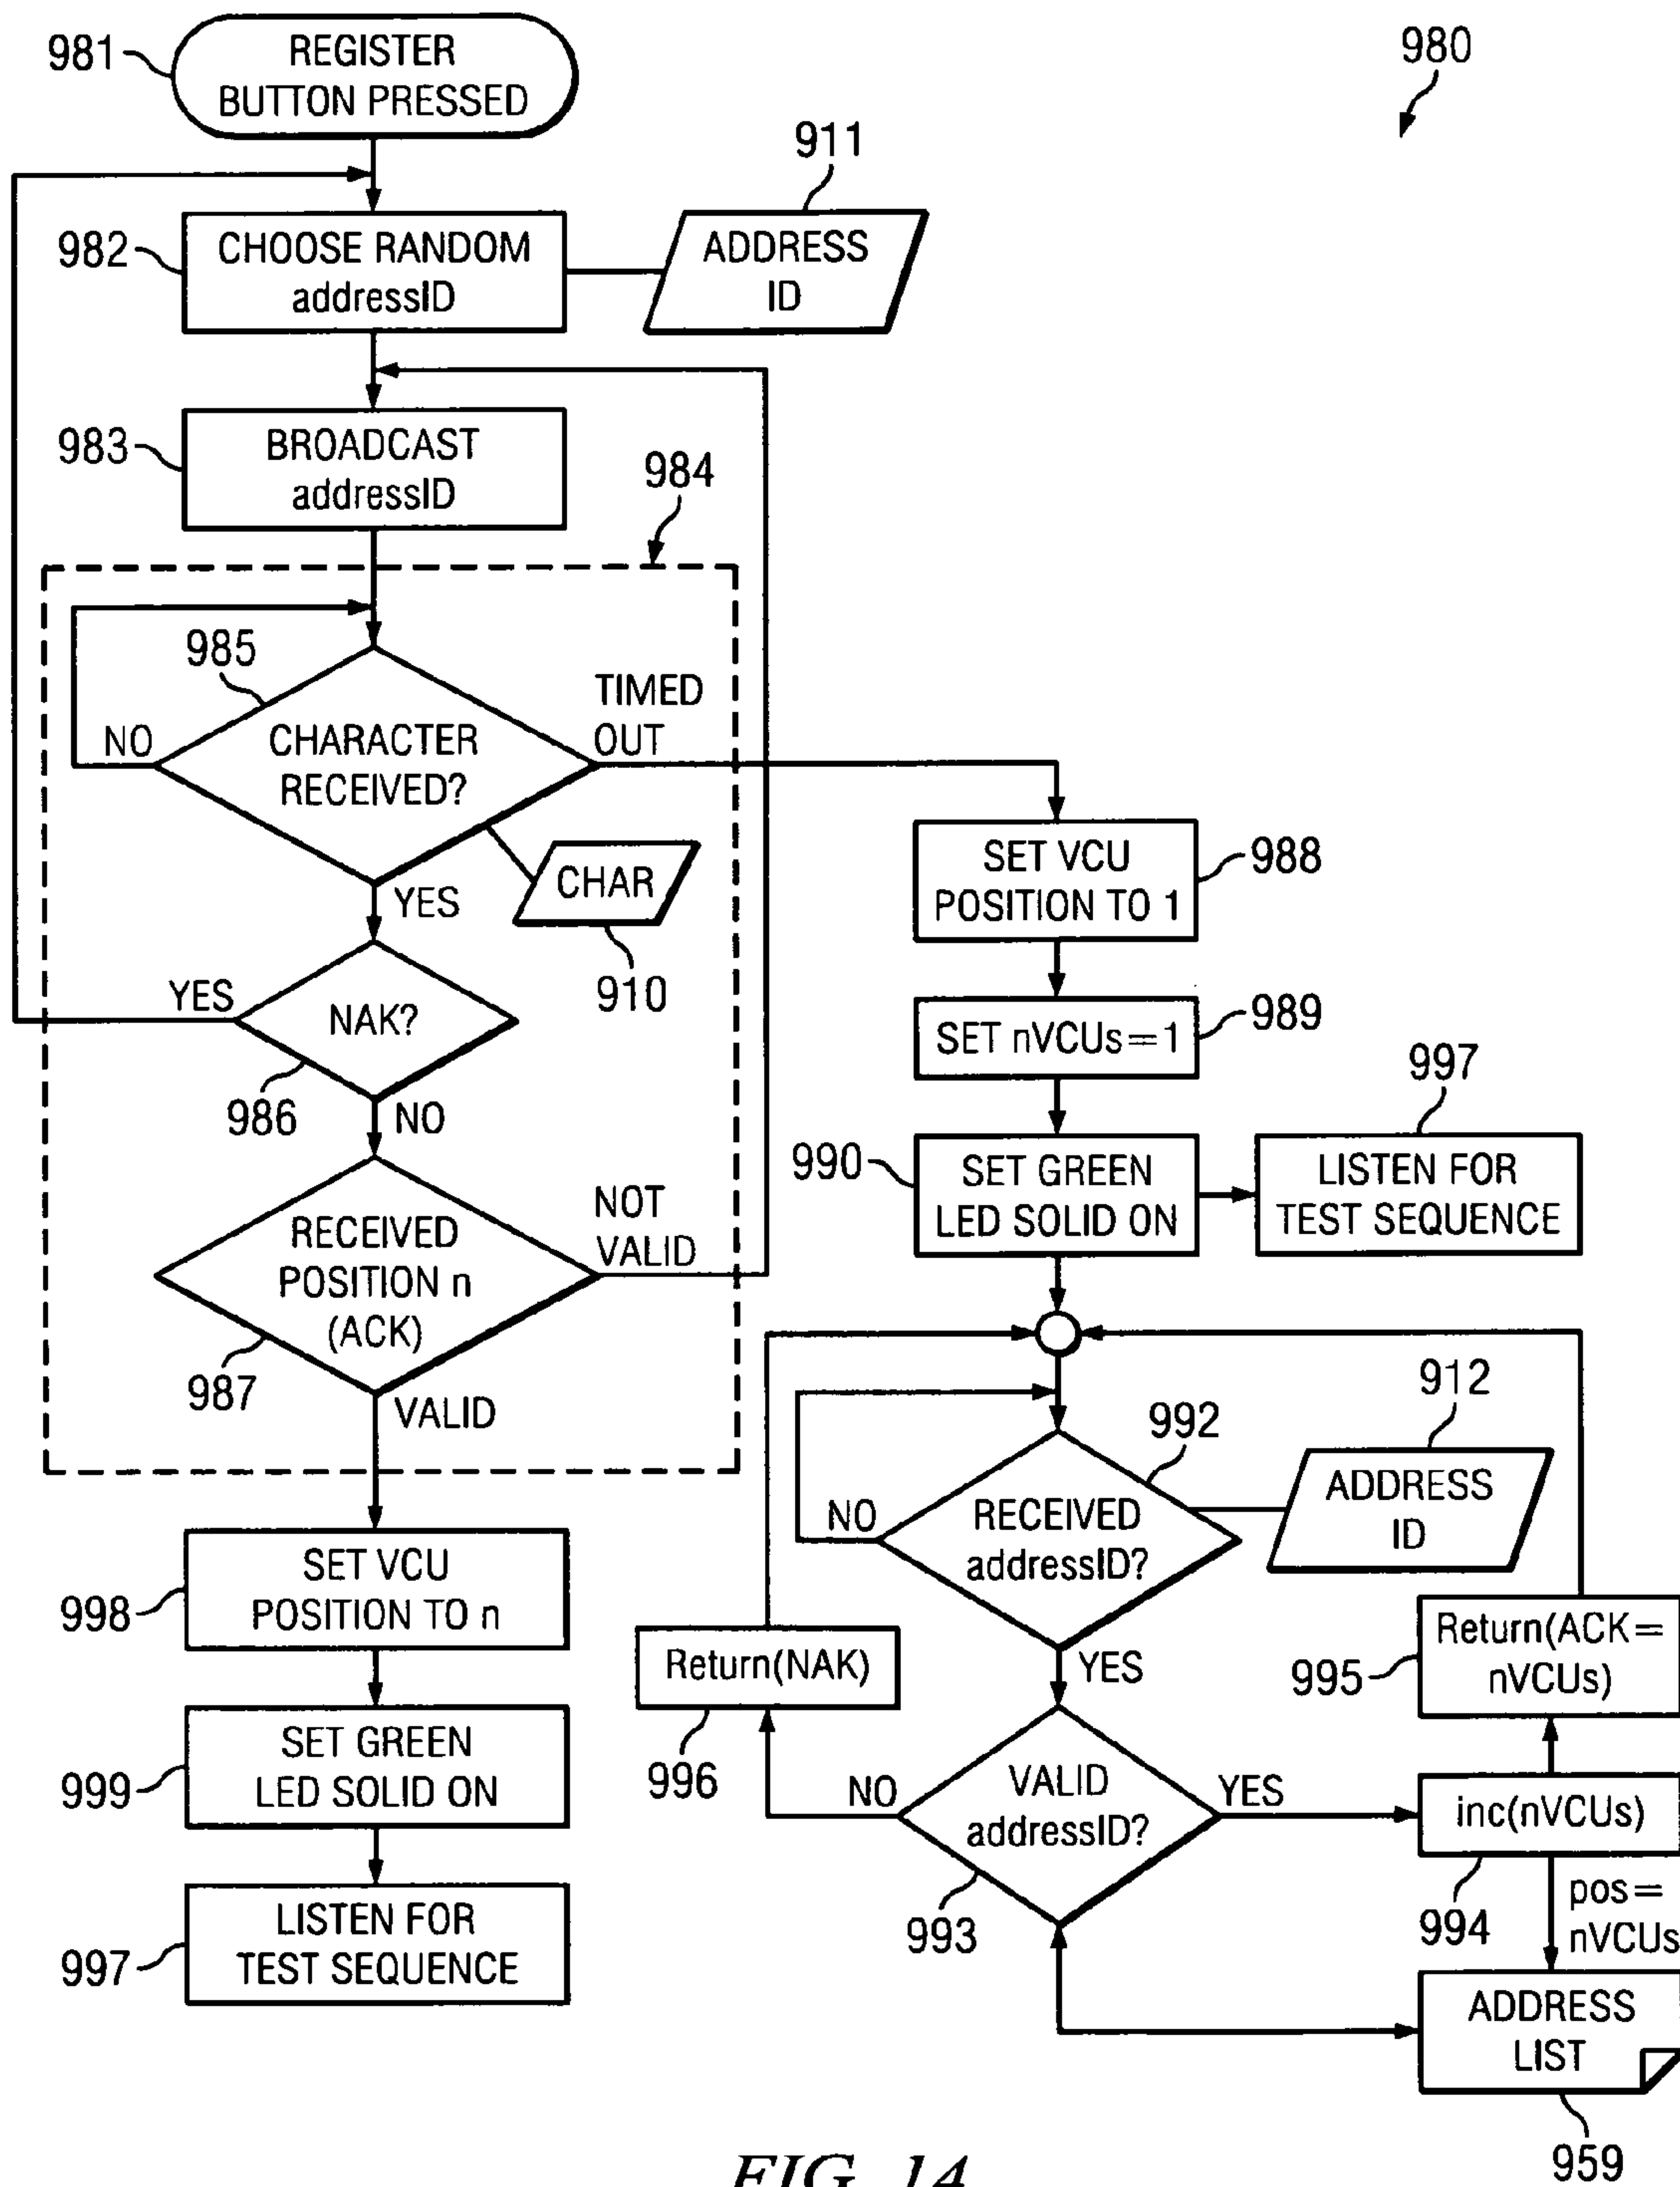 981
REGISTER
BUTTON PRESSED
980
911
982
CHOOSE RANDOM
addressID
ADDRESS
ID
983
BROADCAST
addressID
984
985
TIMED
OUT
NO
CHARACTER
RECEIVED?
CHAR
YES
910
YES
NAK?
986
NO
SET VCU
POSITION TO 1
988
SET nVCUs=1
989
997
990
SET GREEN
LED SOLID ON
LISTEN FOR
TEST SEQUENCE
NOT
VALID
RECEIVED
POSITION n
(ACK)
987
VALID
912
992
NO
RECEIVED
addressID?
ADDRESS
ID
YES
998
SET VCU
POSITION TO n
Return(NAK)
996
995
Return(ACK=
nVCUs)
999
SET GREEN
LED SOLID ON
NO
VALID
addressID?
YES
993
inc(nVCUs)
994
pos=
nVCUs
997
LISTEN FOR
TEST SEQUENCE
ADDRESS
LIST
959
FIG. 14